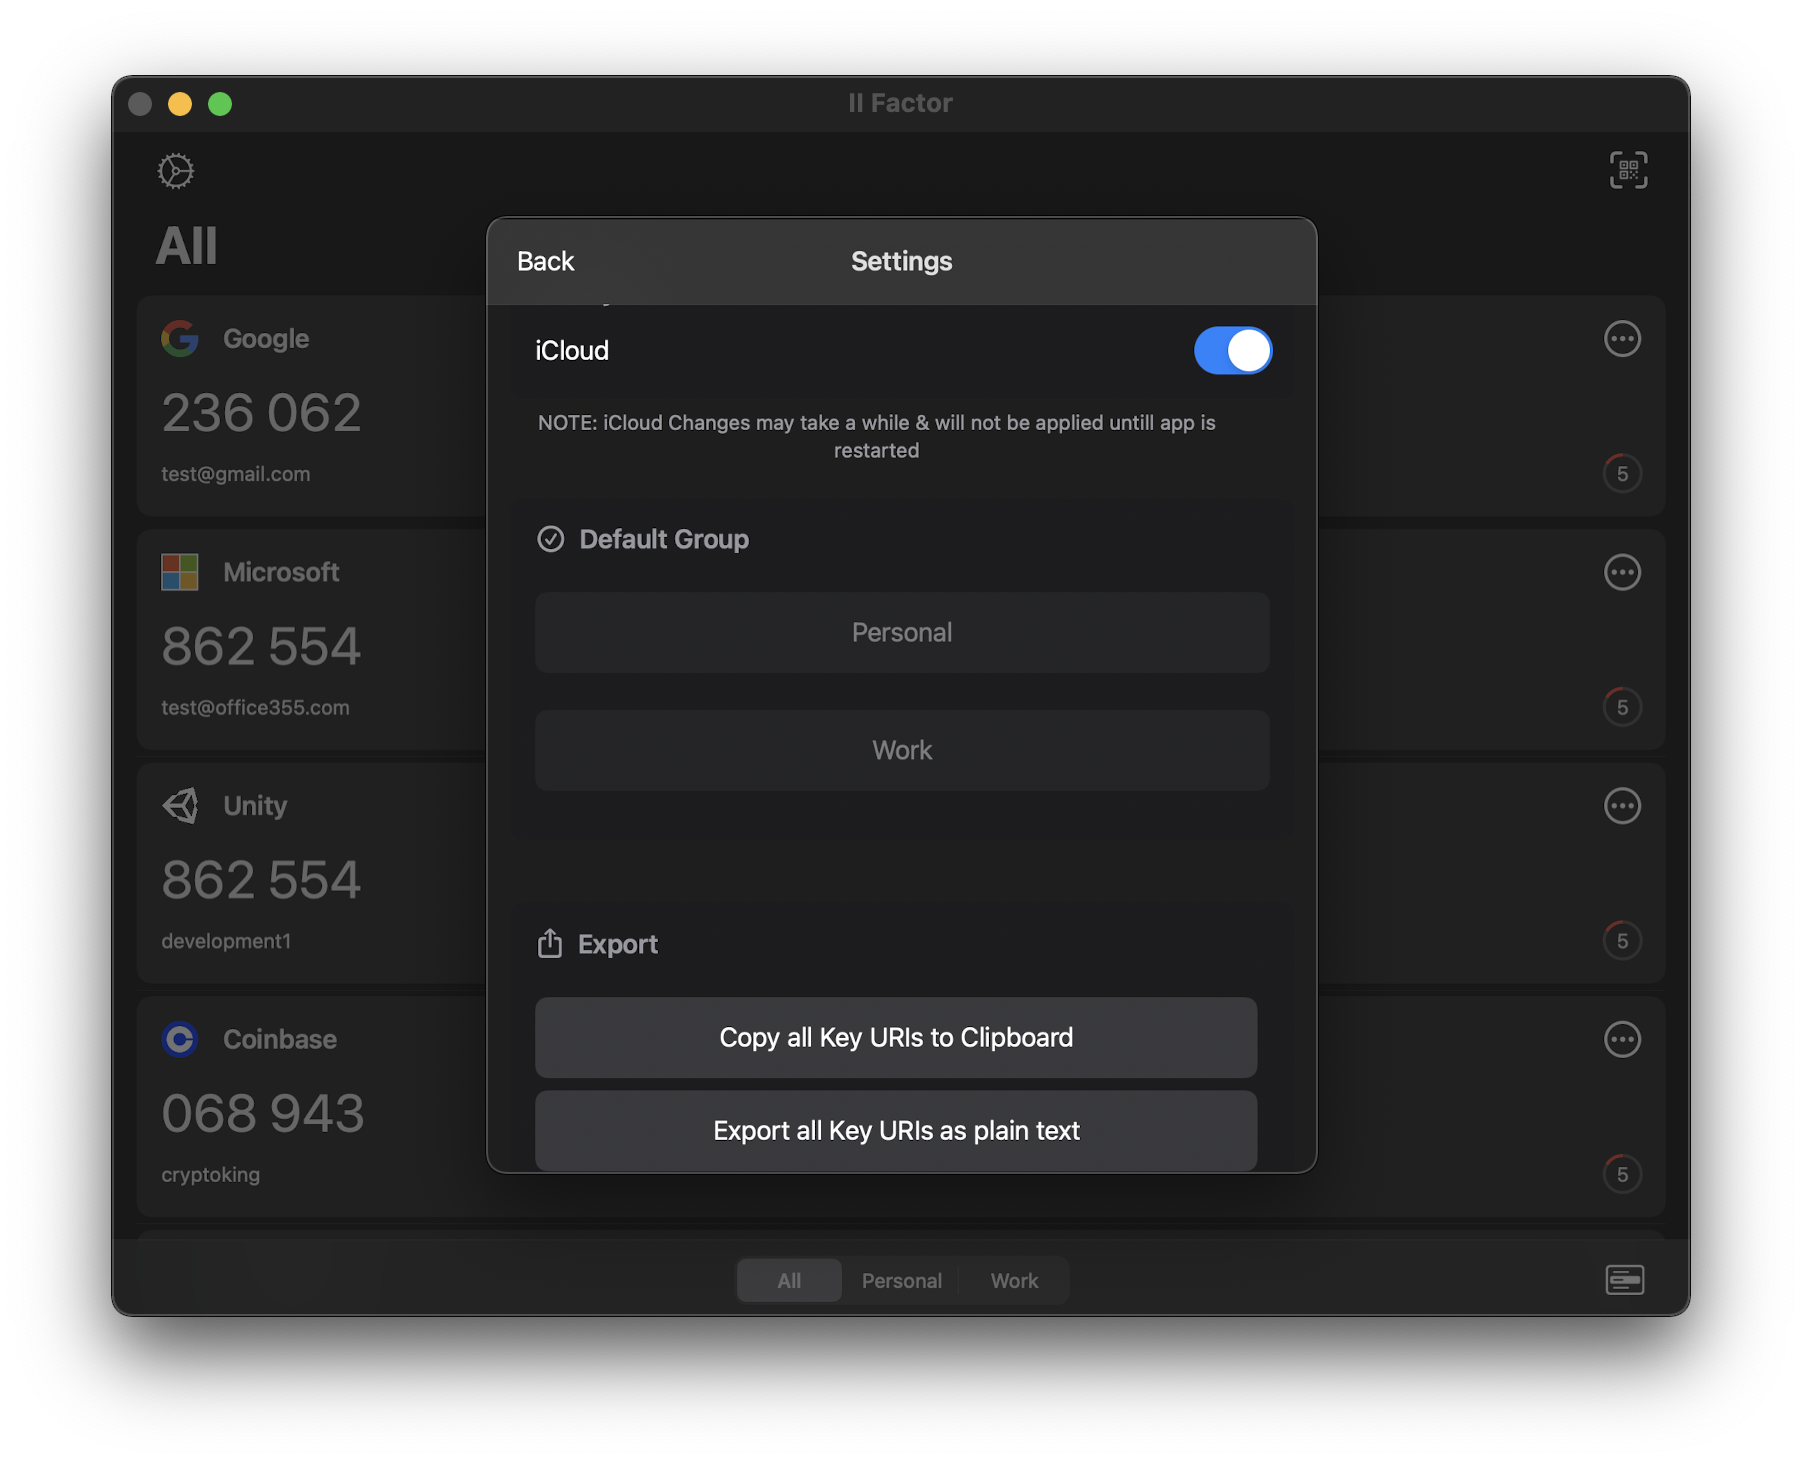 II Factor
All
Back
Settings
iCloud
NOTE: iCloud Changes may take a while & will not be applied untill app is
restarted
Default Group
Personal
Work
Export
Copy all Key URIs to Clipboard
Export all Key URIs as plain text
Google
236 062
test@gmail.com
5
Microsoft
862 554
test@office355.com
5
Unity
862 554
development1
5
Coinbase
068 943
cryptoking
5
All
Personal
Work